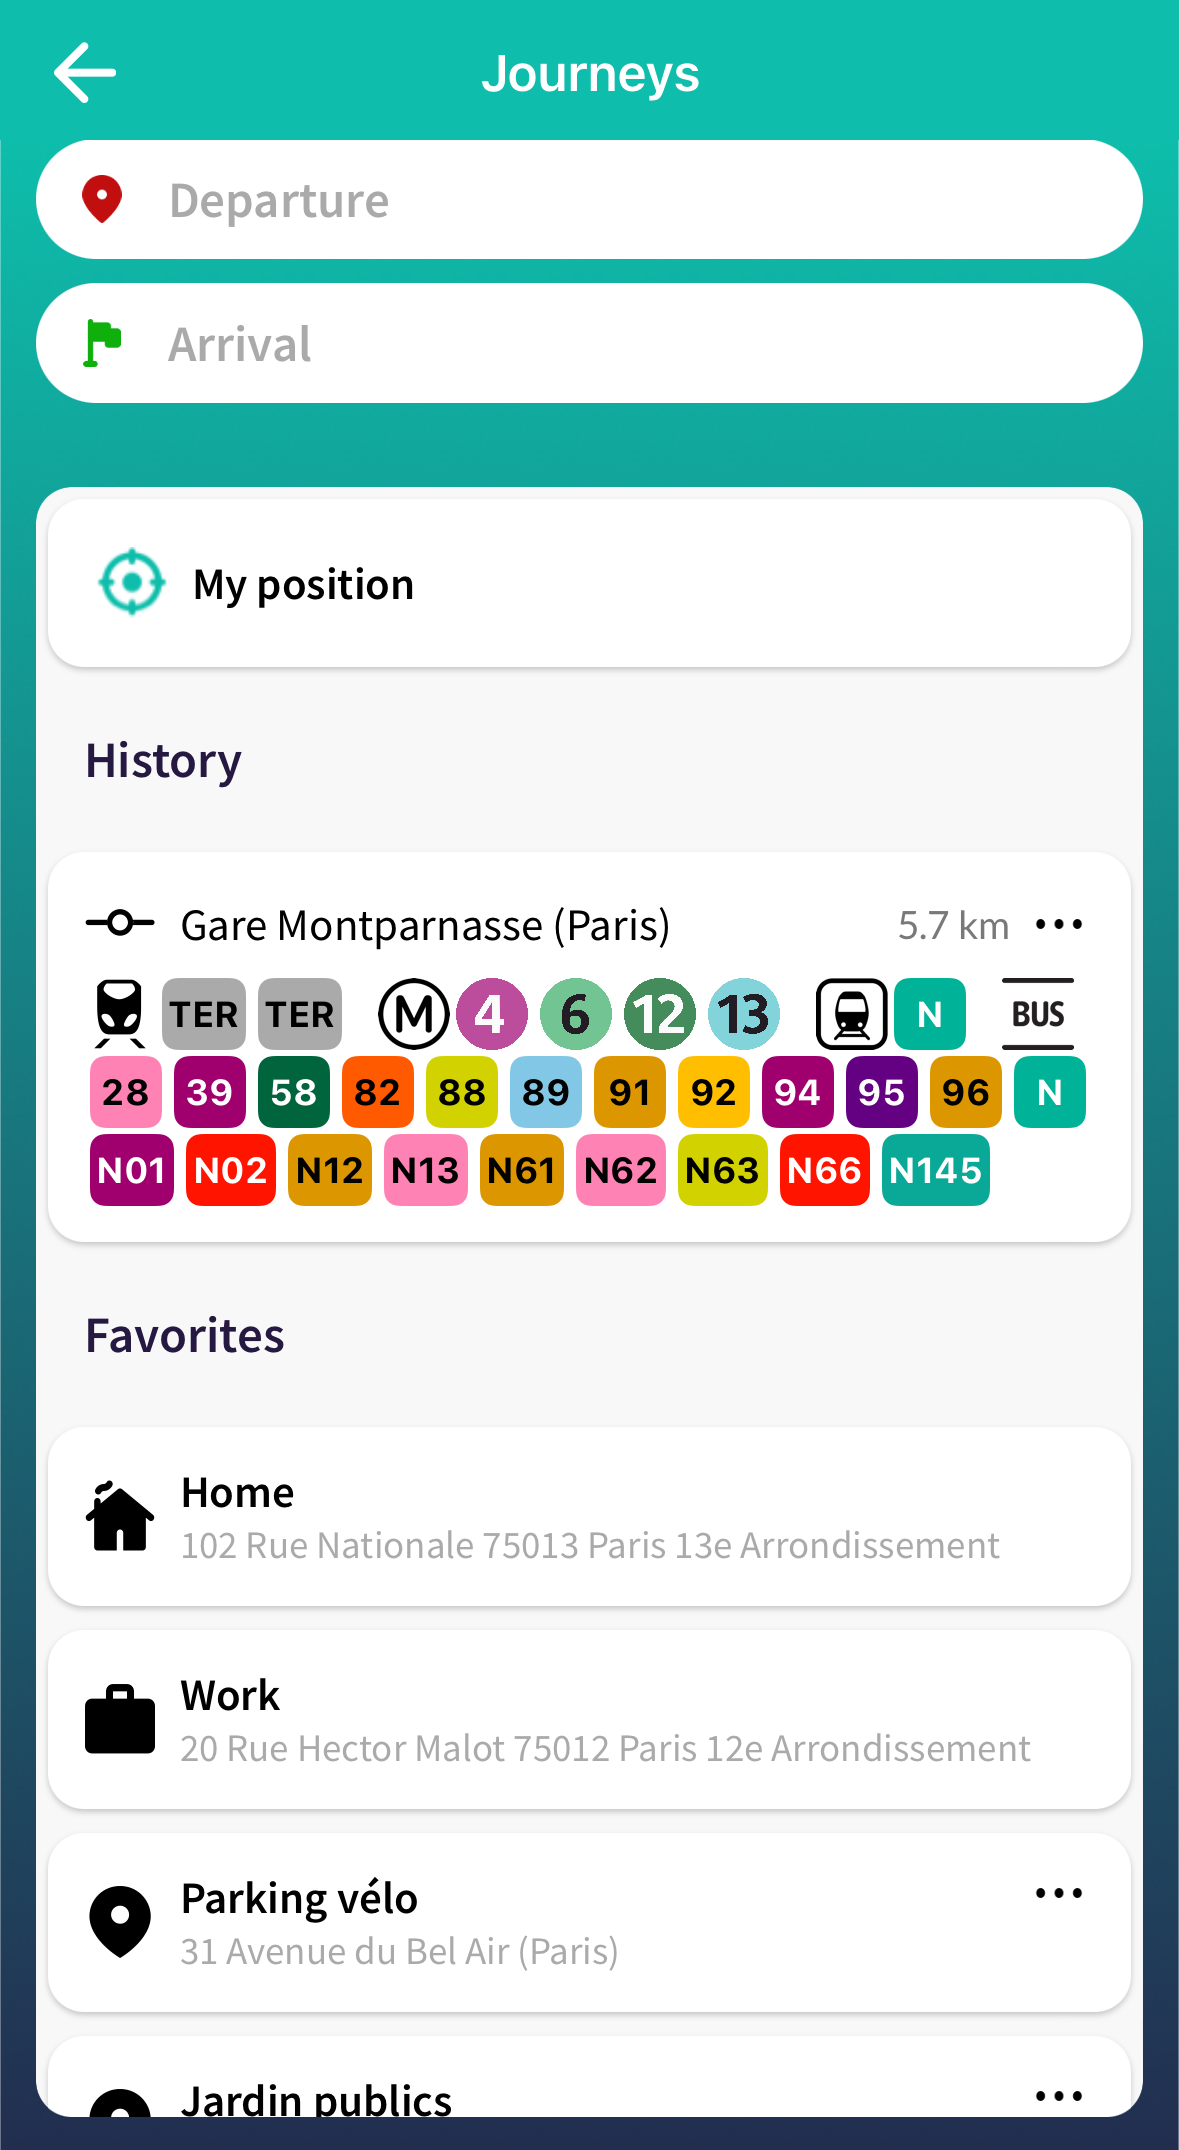 Journeys
Departure
Arrival
My position
History
Gare Montparnasse (Paris) 5.7 km
TER TER M 4 6 12 13 N BUS
28 39 58 82 88 89 91 92 94 95 96 N
N01 N02 N12 N13 N61 N62 N63 N66 N145
Favorites
Home
102 Rue Nationale 75013 Paris 13e Arrondissement
Work
20 Rue Hector Malot 75012 Paris 12e Arrondissement
Parking vélo
31 Avenue du Bel Air (Paris)
Jardin publics